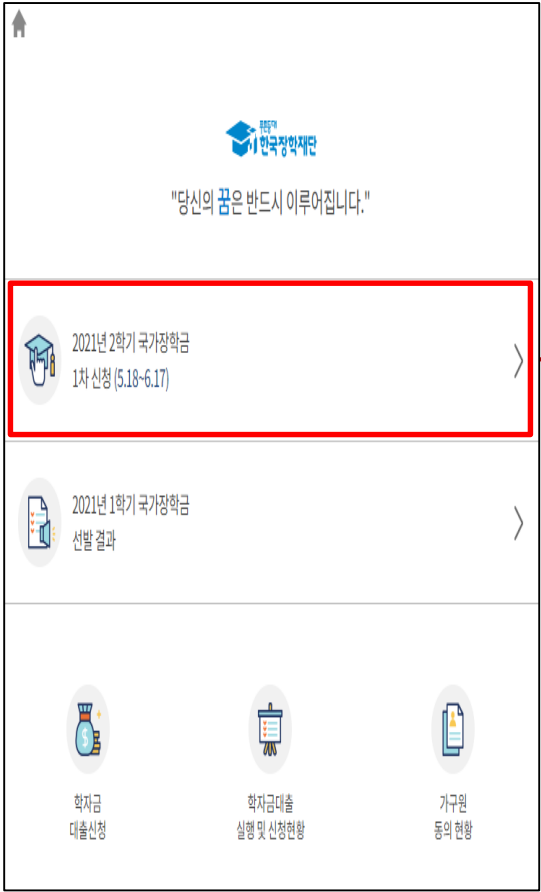 푸른등대
한국장학재단
"당신의 꿈은 반드시 이루어집니다."
2021년 2학기 국가장학금
1차 신청 (5.18~6.17)
2021년 1학기 국가장학금
선발 결과
학자금
대출신청
학자금대출
실행 및 신청현황
가구원
동의 현황